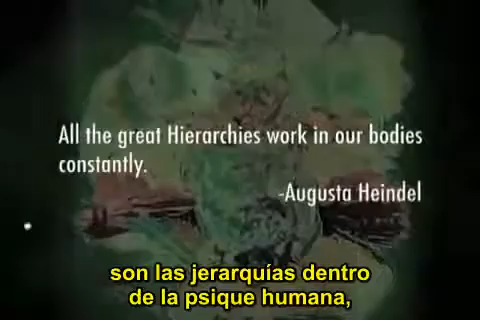 All the great Hierarchies work in our bodies
constantly.
-Augusta Heindel
son las jerarquías dentro
de la psique humana,